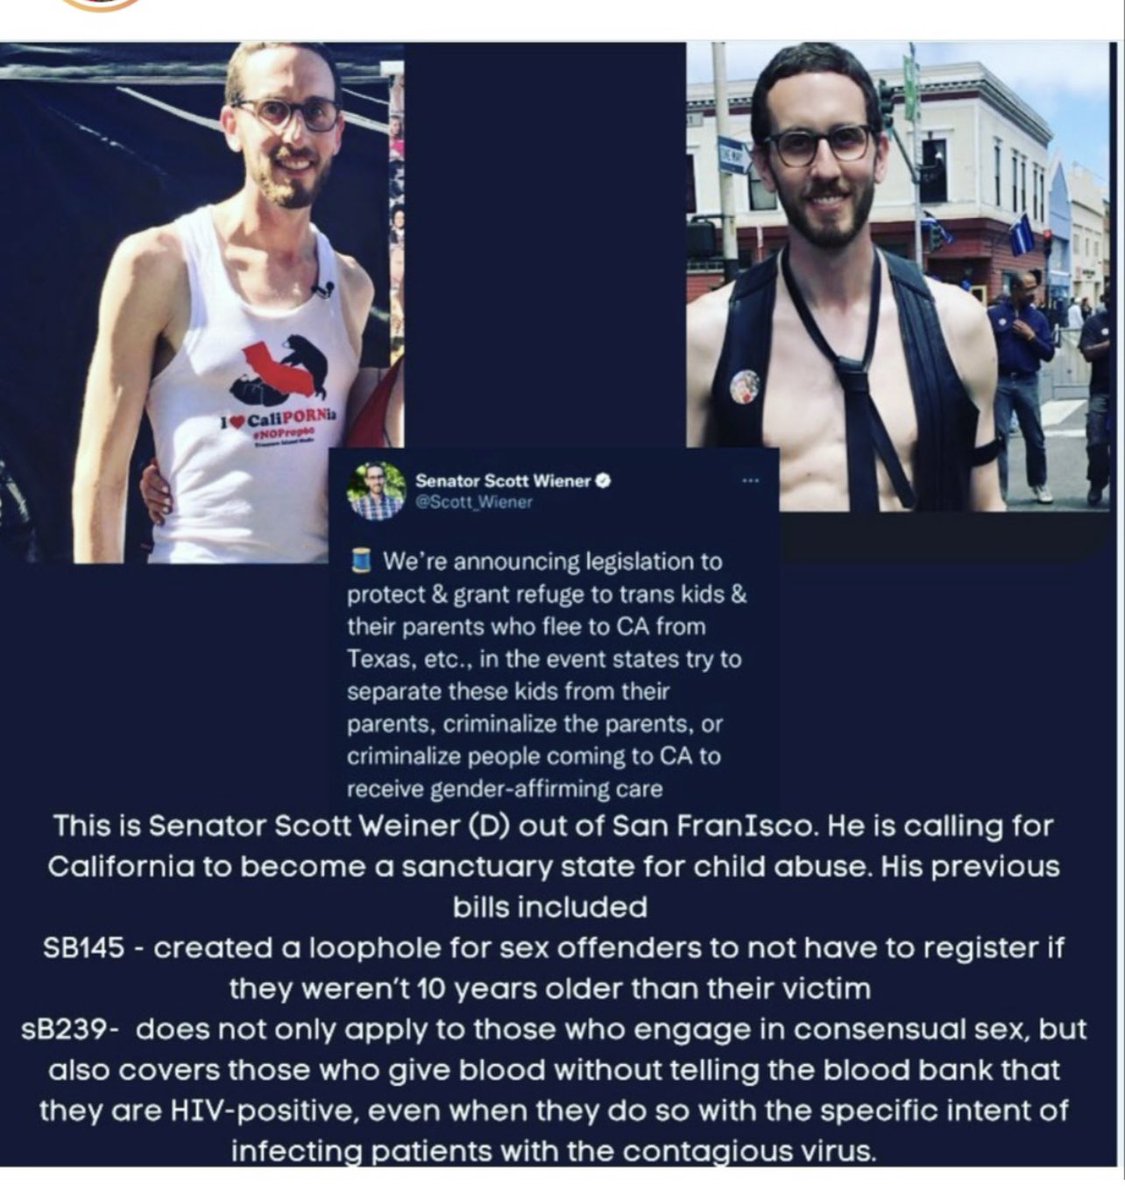 ONE WAY
I ♥ CaliPORNia
#NOProp60
Senator Scott Wiener
@Scott_Wiener
🧵 We're announcing legislation to
protect & grant refuge to trans kids &
their parents who flee to CA from
Texas, etc., in the event states try to
separate these kids from their
parents, criminalize the parents, or
criminalize people coming to CA to
receive gender-affirming care
This is Senator Scott Weiner (D) out of San FranIsco. He is calling for
California to become a sanctuary state for child abuse. His previous
bills included
SB145 - created a loophole for sex offenders to not have to register if
they weren't 10 years older than their victim
sB239- does not only apply to those who engage in consensual sex, but
also covers those who give blood without telling the blood bank that
they are HIV-positive, even when they do so with the specific intent of
infecting patients with the contagious virus.